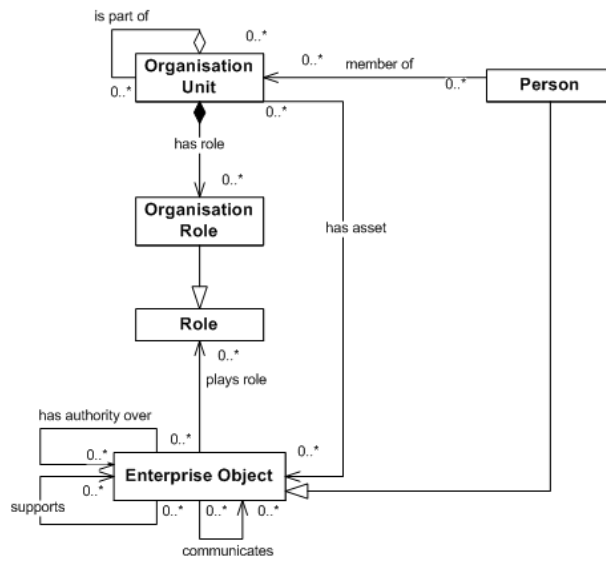 is part of
0..*
0..*
member of
Organisation
Unit
0..*
0..*
0..*
Person
has role
0..*
Organisation
Role
has asset
Role
0..*
plays role
has authority over
0..*
0..*
0..*
Enterprise Object
0..*
supports
0..*
0..*
0..*
communicates